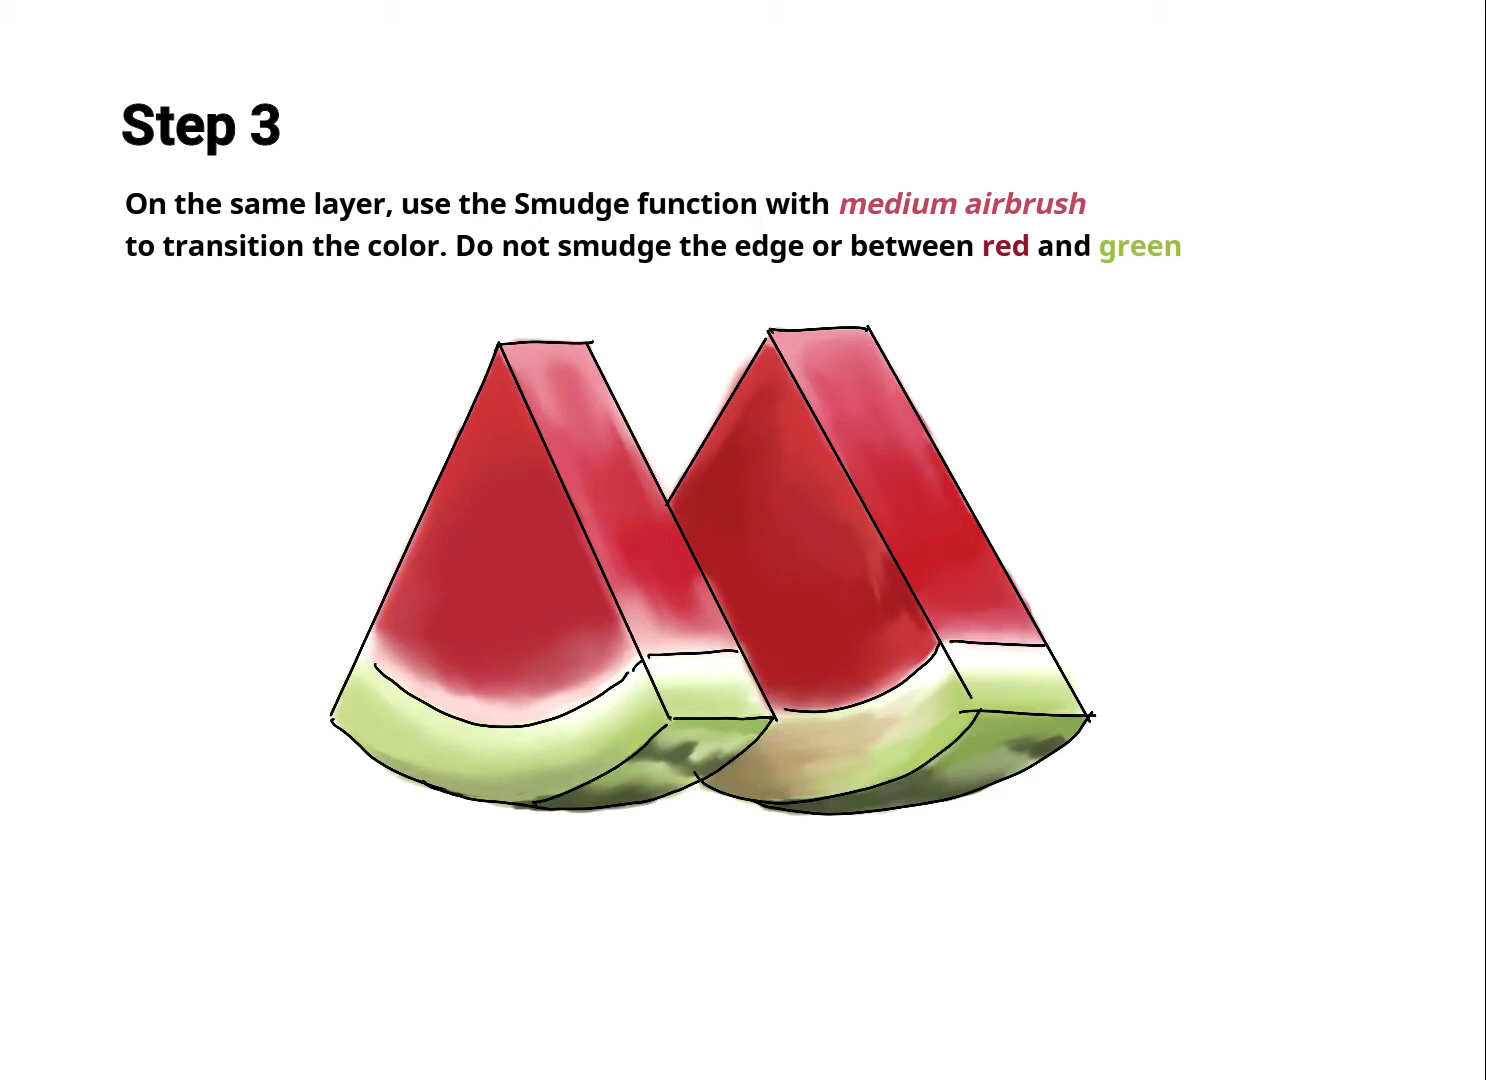 Step 3
On the same layer, use the Smudge function with medium airbrush
to transition the color. Do not smudge the edge or between red and green